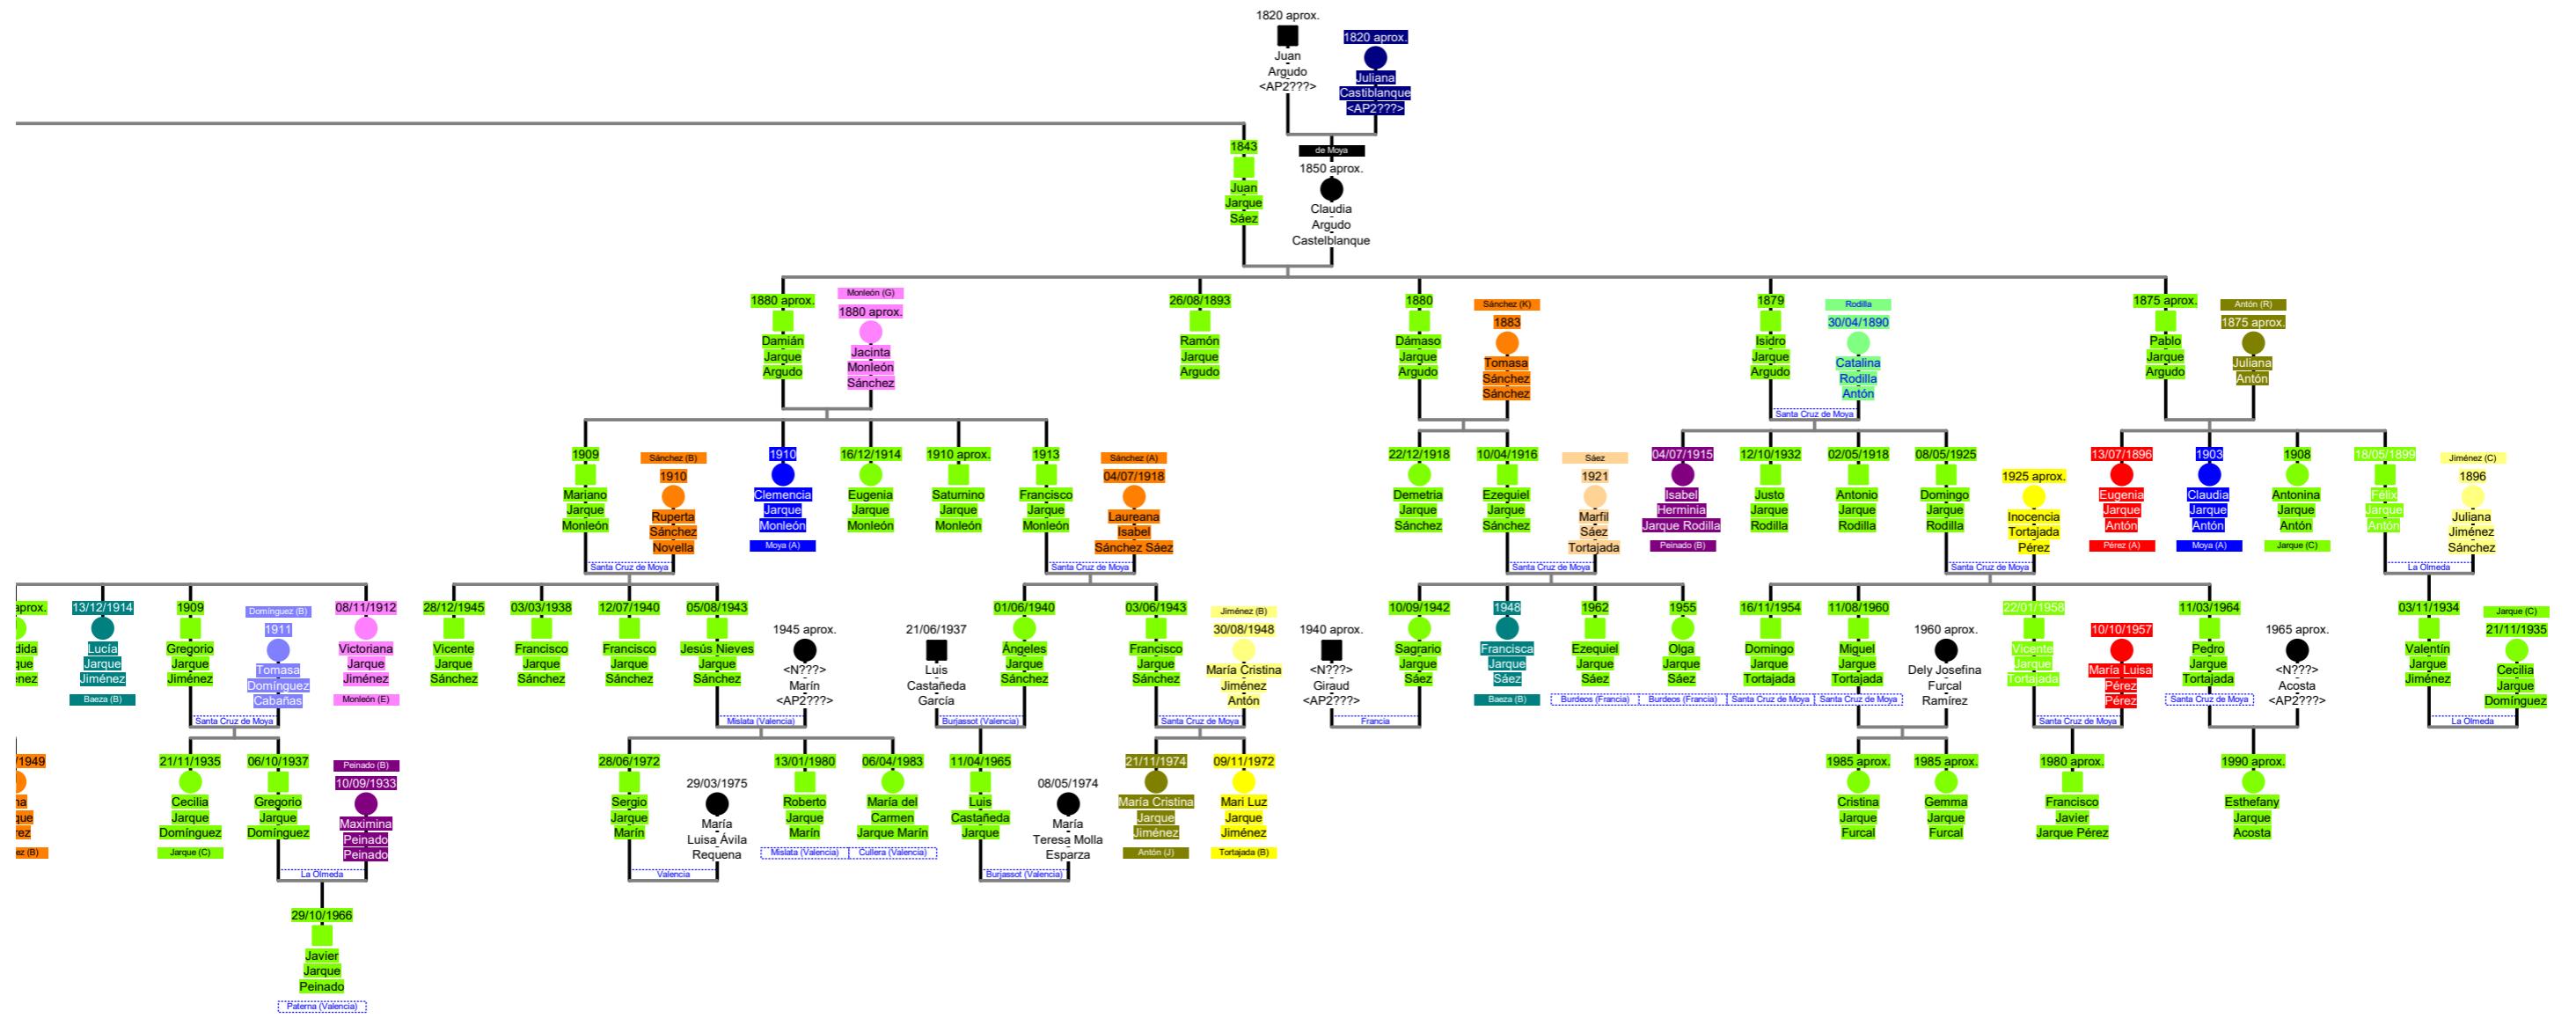 1820 aprox.
Juan
Argudo
<AP2???>
1820 aprox.
Juliana
Castiblanque
<AP2???>
1843
Juan
Jarque
Sáez
de Moya
1850 aprox.
Claudia
Argudo
Castelblanque
1880 aprox.
Damián
Jarque
Argudo
Monleón (G)
1880 aprox.
Jacinta
Monleón
Sánchez
26/08/1893
Ramón
Jarque
Argudo
1880
Dámaso
Jarque
Argudo
Sánchez (K)
1883
Tomasa
Sánchez
Sánchez
1879
Isidro
Jarque
Argudo
Rodilla
30/04/1890
Catalina
Rodilla
Antón
Santa Cruz de Moya
1875 aprox.
Pablo
Jarque
Argudo
Antón (R)
1875 aprox.
Juliana
Antón
1909
Mariano
Jarque
Monleón
Sánchez (B)
1910
Ruperta
Sánchez
Novella
Santa Cruz de Moya
1910
Clemencia
Jarque
Monleón
Moya (A)
16/12/1914
Eugenia
Jarque
Monleón
1910 aprox.
Saturnino
Jarque
Monleón
1913
Francisco
Jarque
Monleón
Sánchez (A)
04/07/1918
Laureana
Isabel
Sánchez Sáez
Santa Cruz de Moya
22/12/1918
Demetria
Jarque
Sánchez
10/04/1916
Ezequiel
Jarque
Sánchez
Sáez
1921
Marfil
Sáez
Tortajada
Santa Cruz de Moya
04/07/1915
Isabel
Herminia
Jarque Rodilla
Peinado (B)
12/10/1932
Justo
Jarque
Rodilla
02/05/1918
Antonio
Jarque
Rodilla
08/05/1925
Domingo
Jarque
Rodilla
1925 aprox.
Inocencia
Tortajada
Pérez
Santa Cruz de Moya
13/07/1896
Eugenia
Jarque
Antón
Pérez (A)
1903
Claudia
Jarque
Antón
Moya (A)
1908
Antonina
Jarque
Antón
Jarque (C)
18/05/1899
Félix
Jarque
Antón
Jiménez (C)
1896
Juliana
Jiménez
Sánchez
La Olmeda
aprox.
dida
que
énez
13/12/1914
Lucía
Jarque
Jiménez
Baeza (B)
1909
Gregorio
Jarque
Jiménez
Domínguez (B)
1911
Tomasa
Domínguez
Cabañas
Santa Cruz de Moya
08/11/1912
Victoriana
Jarque
Jiménez
Monleón (E)
28/12/1945
Vicente
Jarque
Sánchez
03/03/1938
Francisco
Jarque
Sánchez
12/07/1940
Francisco
Jarque
Sánchez
05/08/1943
Jesús Nieves
Jarque
Sánchez
1945 aprox.
<N???>
Marín
<AP2???>
Mislata (Valencia)
21/06/1937
Luis
Castañeda
García
01/06/1940
Ángeles
Jarque
Sánchez
Burjassot (Valencia)
03/06/1943
Francisco
Jarque
Sánchez
Jiménez (B)
30/08/1948
María Cristina
Jiménez
Antón
Santa Cruz de Moya
1940 aprox.
<N???>
Giraud
<AP2???>
10/09/1942
Sagrario
Jarque
Sáez
Francia
1948
Francisca
Jarque
Sáez
Baeza (B)
1962
Ezequiel
Jarque
Sáez
Burdeos (Francia)
1955
Olga
Jarque
Sáez
Burdeos (Francia)
16/11/1954
Domingo
Jarque
Tortajada
Santa Cruz de Moya
11/08/1960
Miguel
Jarque
Tortajada
Santa Cruz de Moya
1960 aprox.
Dely Josefina
Furcal
Ramírez
22/01/1958
Vicente
Jarque
Tortajada
10/10/1957
María Luisa
Pérez
Pérez
Santa Cruz de Moya
11/03/1964
Pedro
Jarque
Tortajada
Santa Cruz de Moya
1965 aprox.
<N???>
Acosta
<AP2???>
03/11/1934
Valentín
Jarque
Jiménez
Jarque (C)
21/11/1935
Cecilia
Jarque
Domínguez
La Olmeda
/1949
na
que
rez
ez (B)
21/11/1935
Cecilia
Jarque
Domínguez
Jarque (C)
06/10/1937
Gregorio
Jarque
Domínguez
Peinado (B)
10/09/1933
Maximina
Peinado
Peinado
La Olmeda
28/06/1972
Sergio
Jarque
Marín
29/03/1975
María
Luisa Ávila
Requena
Valencia
13/01/1980
Roberto
Jarque
Marín
Mislata (Valencia)
06/04/1983
María del
Carmen
Jarque Marín
Cullera (Valencia)
11/04/1965
Luis
Castañeda
Jarque
08/05/1974
María
Teresa Molla
Esparza
Burjassot (Valencia)
21/11/1974
María Cristina
Jarque
Jiménez
Antón (J)
09/11/1972
Mari Luz
Jarque
Jiménez
Tortajada (B)
1985 aprox.
Cristina
Jarque
Furcal
1985 aprox.
Gemma
Jarque
Furcal
1980 aprox.
Francisco
Javier
Jarque Pérez
1990 aprox.
Esthefany
Jarque
Acosta
29/10/1966
Javier
Jarque
Peinado
Paterna (Valencia)